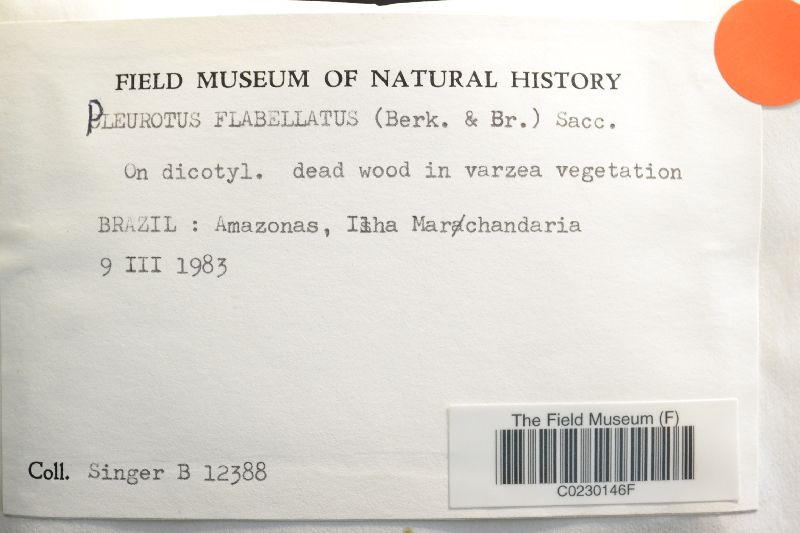 FIELD MUSEUM OF NATURAL HISTORY
PLEUROTUS FLABELLATUS (Berk. & Br.) Sacc.
On dicotyl. dead wood in varzea vegetation
BRAZIL : Amazonas, Ilha Marchandaria
9 III 1983
Coll. Singer B 12388
The Field Museum (F)
C0230146F